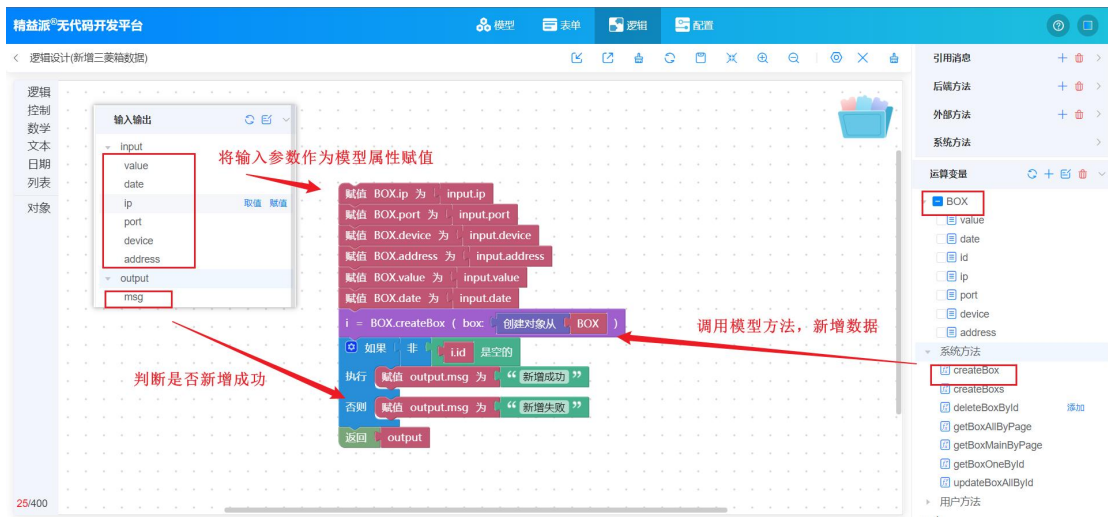 精益派®无代码开发平台
模型
表单
逻辑
配置
< 逻辑设计(新增三菱箱数据)
逻辑
控制
数学
文本
日期
列表
对象
输入输出
input
value
date
ip 取值 赋值
port
device
address
output
msg
将输入参数作为模型属性赋值
赋值 BOX.ip 为 input.ip
赋值 BOX.port 为 input.port
赋值 BOX.device 为 input.device
赋值 BOX.address 为 input.address
赋值 BOX.value 为 input.value
赋值 BOX.date 为 input.date
i = BOX.createBox ( box: 创建对象从 BOX )
如果 非 i.id 是空的
执行 赋值 output.msg 为 “ 新增成功 ”
否则 赋值 output.msg 为 “ 新增失败 ”
返回 output
判断是否新增成功
调用模型方法，新增数据
25/400
引用消息
后端方法
外部方法
系统方法
运算变量
BOX
value
date
id
ip
port
device
address
系统方法
createBox
createBoxs
deleteBoxById 添加
getBoxAllByPage
getBoxMainByPage
getBoxOneById
updateBoxAllById
用户方法